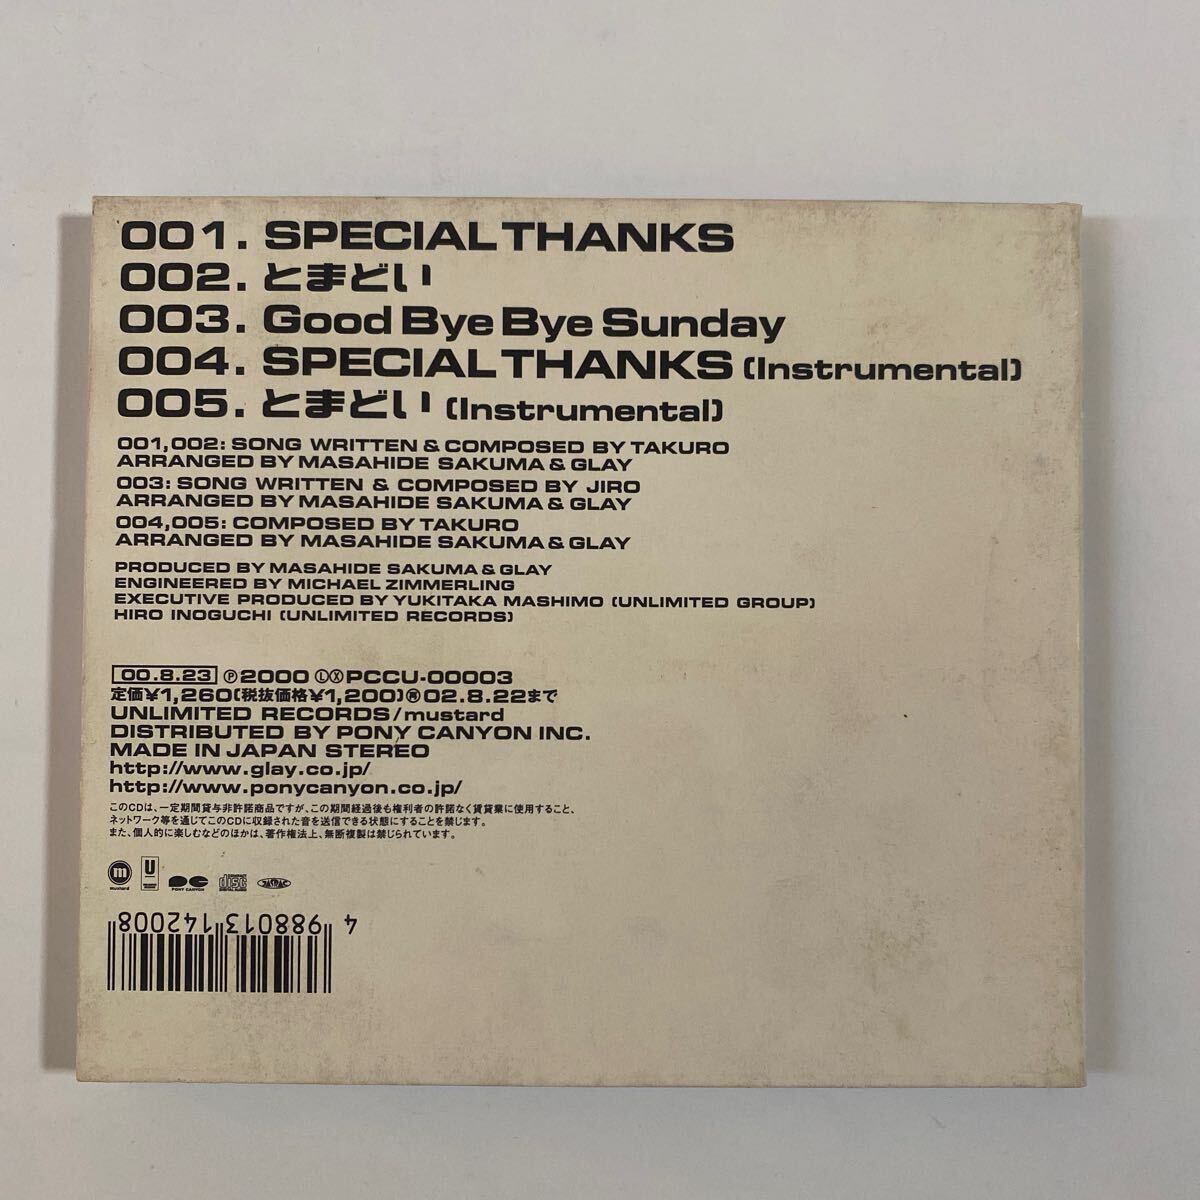 001. SPECIAL THANKS
002. とまどい
003. Good Bye Bye Sunday
004. SPECIAL THANKS (Instrumental)
005. とまどい (Instrumental)
001,002: SONG WRITTEN & COMPOSED BY TAKURO
ARRANGED BY MASAHIDE SAKUMA & GLAY
003: SONG WRITTEN & COMPOSED BY JIRO
ARRANGED BY MASAHIDE SAKUMA & GLAY
004,005: COMPOSED BY TAKURO
ARRANGED BY MASAHIDE SAKUMA & GLAY
PRODUCED BY MASAHIDE SAKUMA & GLAY
ENGINEERED BY MICHAEL ZIMMERLING
EXECUTIVE PRODUCED BY YUKITAKA MASHIMO (UNLIMITED GROUP)
HIRO INOGUCHI (UNLIMITED RECORDS)
00.8.23 Ⓟ2000 ⓁⓍPCCU-00003
定価¥1,260(税抜価格¥1,200)㊢02.8.22まで
UNLIMITED RECORDS/mustard
DISTRIBUTED BY PONY CANYON INC.
MADE IN JAPAN STEREO
http://www.glay.co.jp/
http://www.ponycanyon.co.jp/
このCDは、一定期間貸与非許諾商品ですが、この期間経過後も権利者の許諾なく賃貸業に使用すること、
ネットワーク等を通じてこのCDに収録された音を送信できる状態にすることを禁じます。
また、個人的に楽しむなどのほかは、著作権法上、無断複製は禁じられています。
m mustard U PONY CANYON COMPACT disc DIGITAL AUDIO JASRAC
4 988013 142008